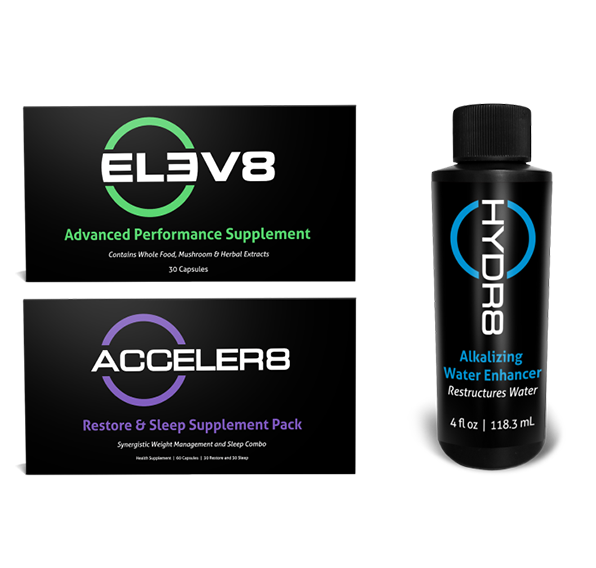 ELEV8
Advanced Performance Supplement
Contains Whole Food, Mushroom & Herbal Extracts
30 Capsules
ACCELER8
Restore & Sleep Supplement Pack
Synergistic Weight Management and Sleep Combo
Health Supplement | 60 Capsules | 30 Restore and 30 Sleep
HYDR8
Alkalizing
Water Enhancer
Restructures Water
4 fl oz | 118.3 mL